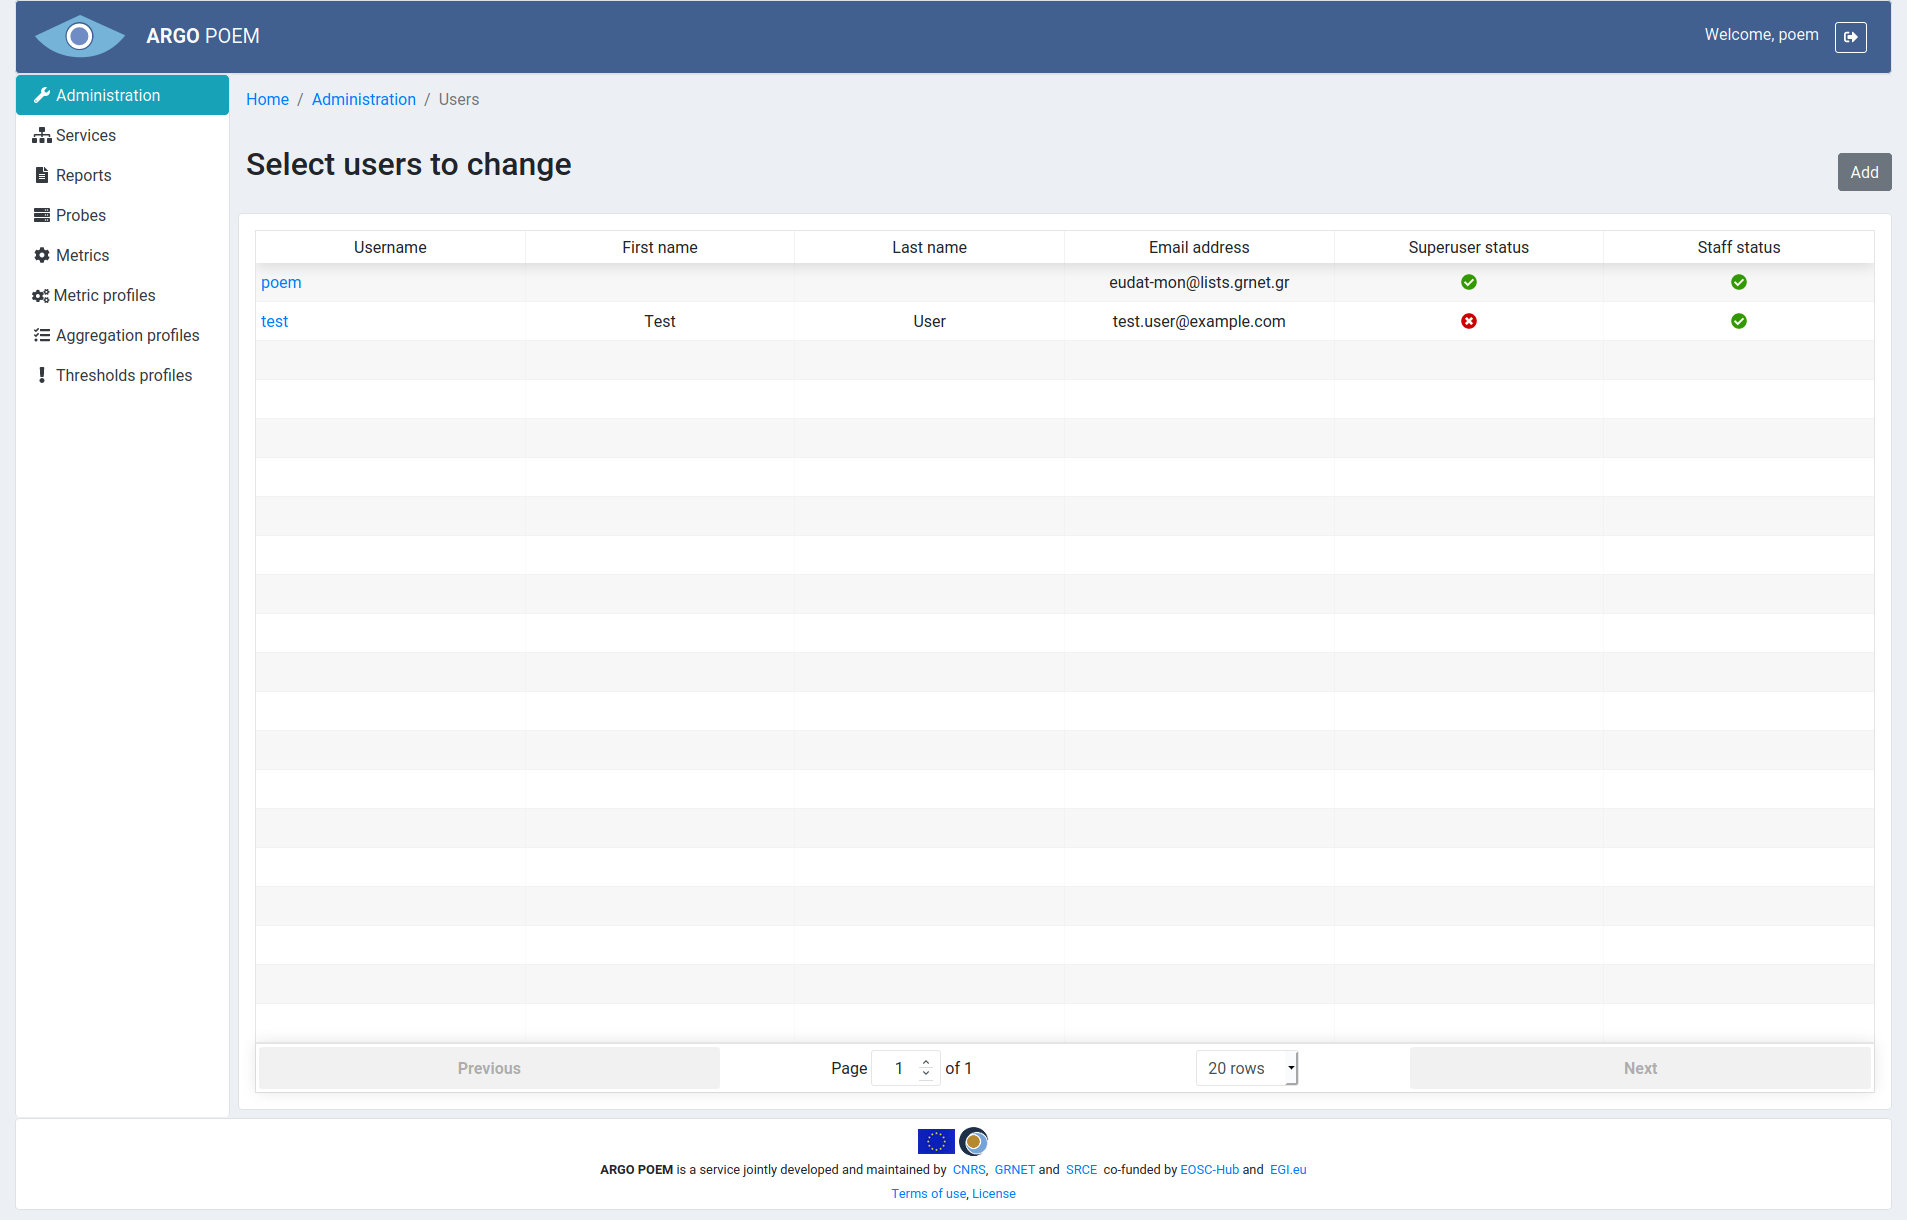 ARGO POEM
Welcome, poem
Administration
Services
Reports
Probes
Metrics
Metric profiles
Aggregation profiles
Thresholds profiles
Home / Administration / Users
Select users to change
Add
Username First name Last name Email address Superuser status Staff status
poem eudat-mon@lists.grnet.gr
test Test User test.user@example.com
Previous Page 1 of 1 20 rows Next
ARGO POEM is a service jointly developed and maintained by CNRS, GRNET and SRCE co-funded by EOSC-Hub and EGI.eu
Terms of use, License